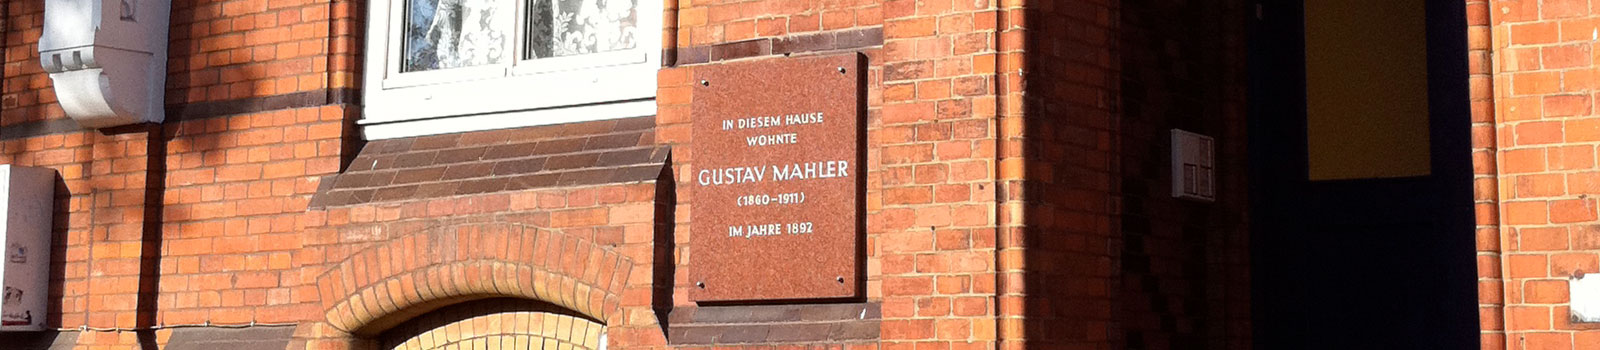 IN DIESEM HAUSE
WOHNTE
GUSTAV MAHLER
(1860–1911)
IM JAHRE 1892